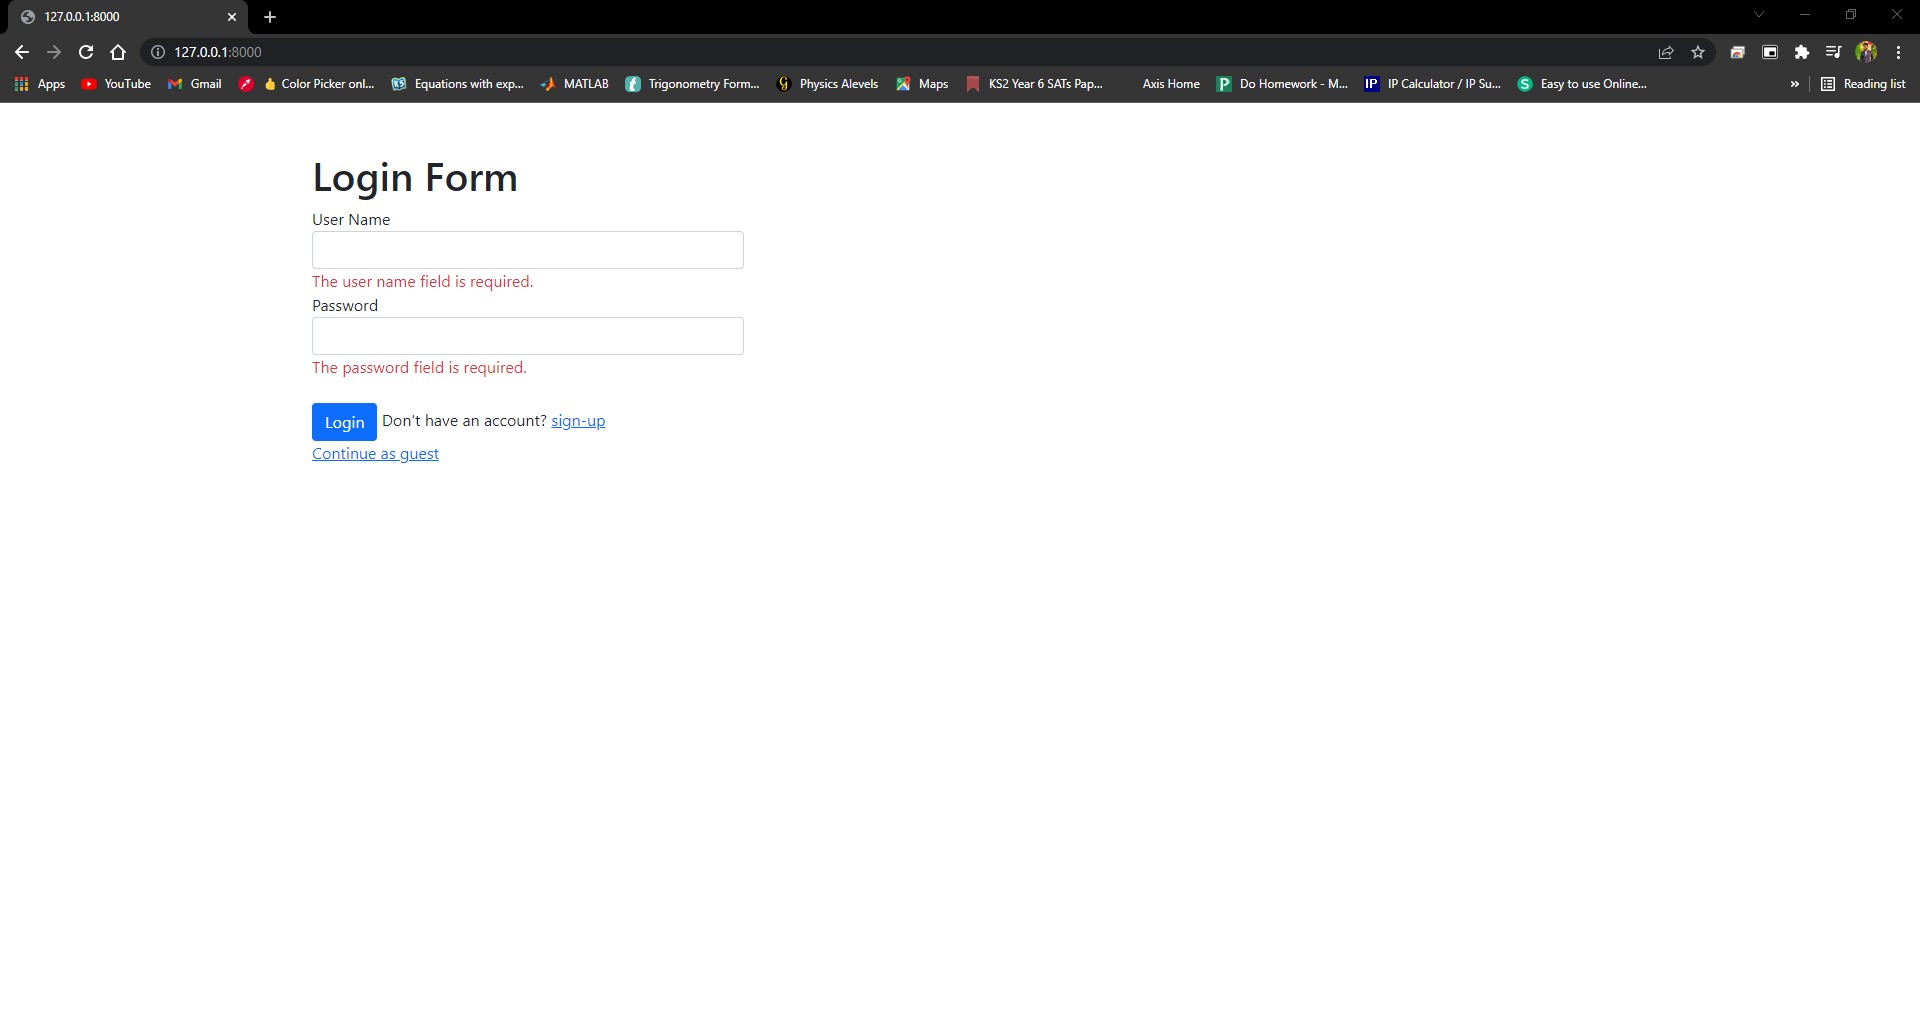 127.0.0.1:8000
127.0.0.1:8000
Apps YouTube Gmail Color Picker onl... Equations with exp... MATLAB Trigonometry Form... Physics Alevels Maps KS2 Year 6 SATs Pap... Axis Home Do Homework - M... IP IP Calculator / IP Su... Easy to use Online... » Reading list
Login Form
User Name
The user name field is required.
Password
The password field is required.
Login Don't have an account? sign-up
Continue as guest